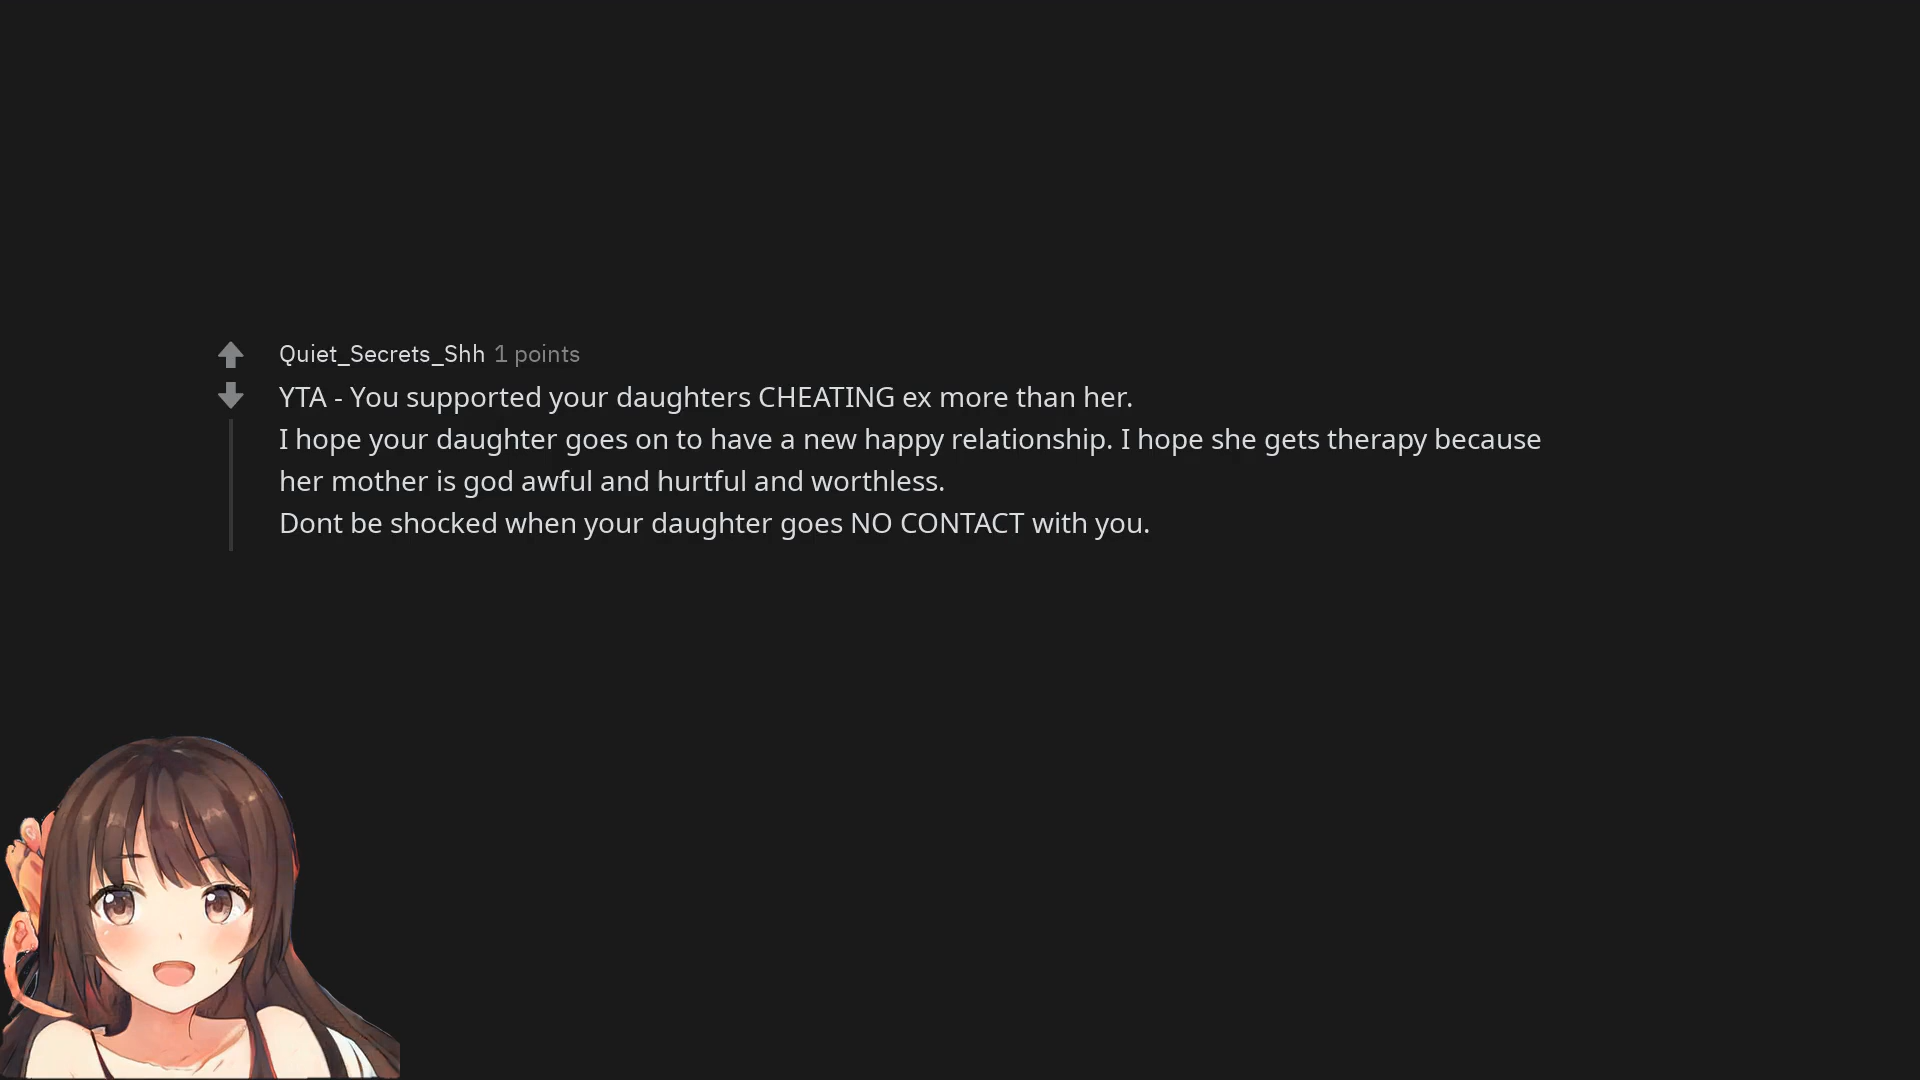 Quiet_Secrets_Shh 1 points
YTA - You supported your daughters CHEATING ex more than her.
I hope your daughter goes on to have a new happy relationship. I hope she gets therapy because
her mother is god awful and hurtful and worthless.
Dont be shocked when your daughter goes NO CONTACT with you.